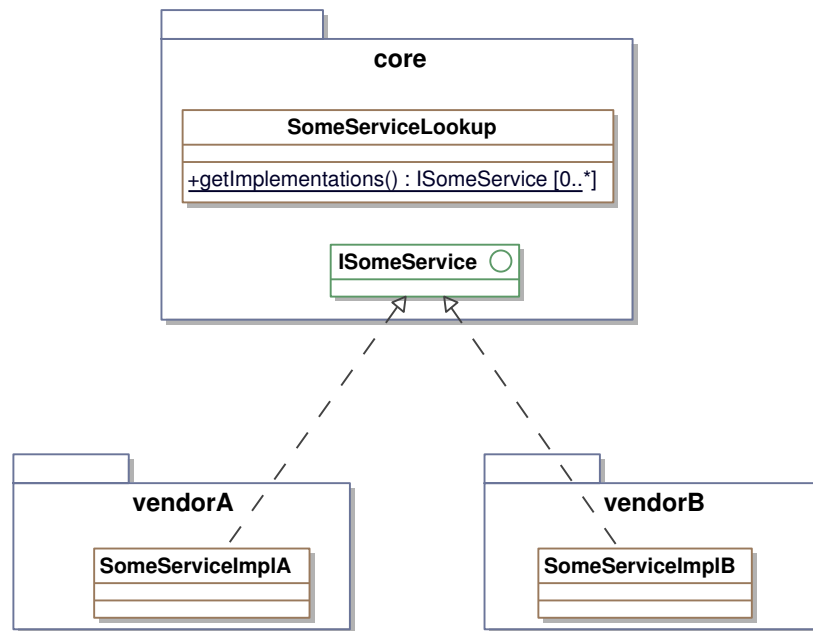 core
SomeServiceLookup
+getImplementations() : ISomeService [0..*]
ISomeService
vendorA
vendorB
SomeServiceImplA
SomeServiceImplB